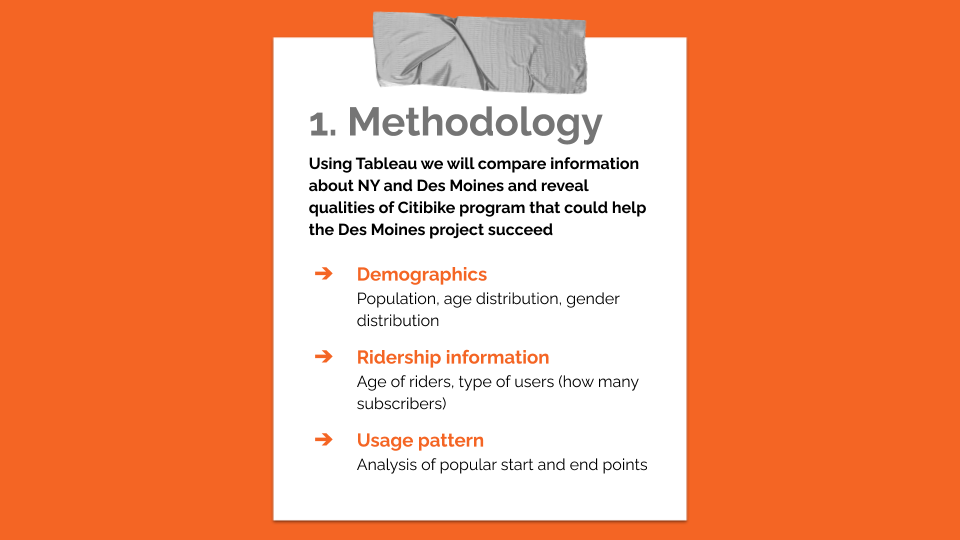 1. Methodology
Using Tableau we will compare information
about NY and Des Moines and reveal
qualities of Citibike program that could help
the Des Moines project succeed
➔ Demographics
Population, age distribution, gender
distribution
➔ Ridership information
Age of riders, type of users (how many
subscribers)
➔ Usage pattern
Analysis of popular start and end points